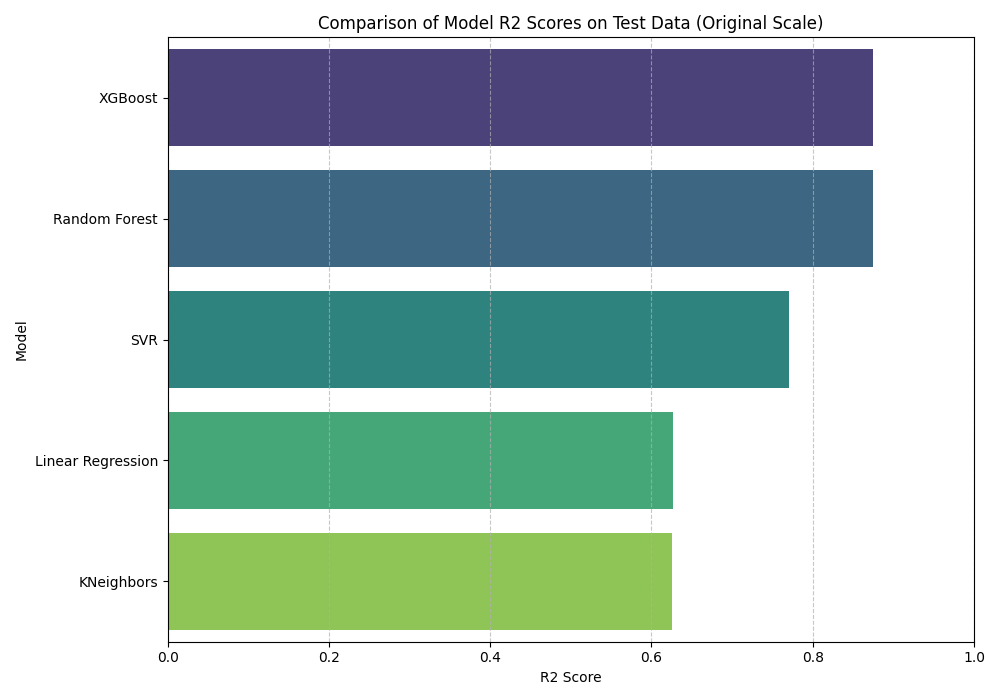 Comparison of Model R2 Scores on Test Data (Original Scale)
XGBoost
Random Forest
SVR
Linear Regression
KNeighbors
Model
0.0 0.2 0.4 0.6 0.8 1.0
R2 Score